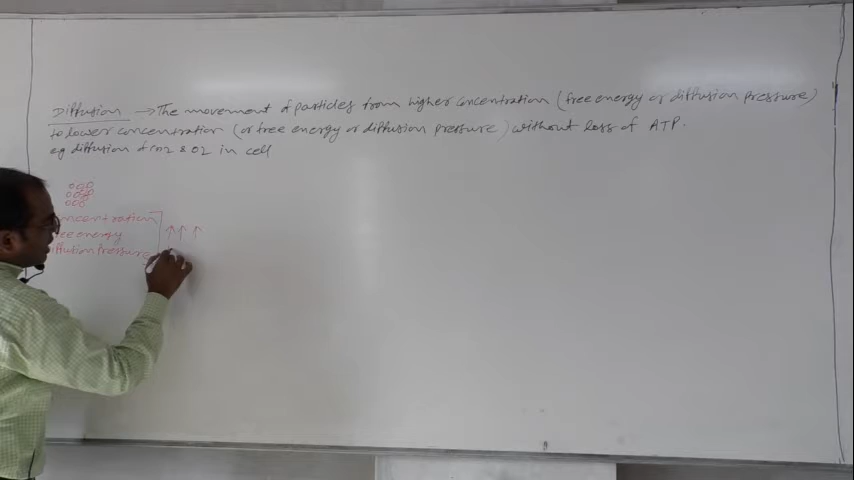 Diffusion → The movement of particles from higher concentration (free energy or diffusion pressure)
to lower concentration (or free energy or diffusion pressure) without loss of ATP.
eg diffusion of CO2 & O2 in cell
concentration
free energy
diffusion Pressure
↑↑ ↑